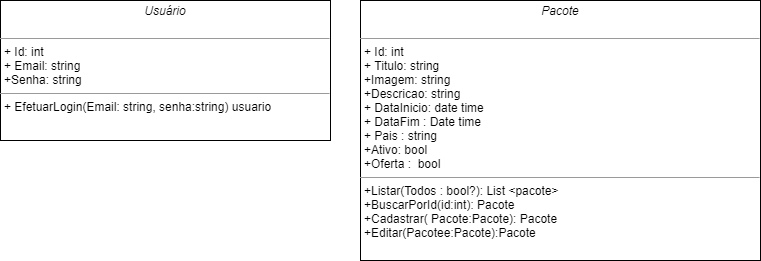 Usuário
+ Id: int
+ Email: string
+Senha: string
+ EfetuarLogin(Email: string, senha:string) usuario
Pacote
+ Id: int
+ Titulo: string
+Imagem: string
+Descricao: string
+ DataInicio: date time
+ DataFim : Date time
+ Pais : string
+Ativo: bool
+Oferta : bool
+Listar(Todos : bool?): List <pacote>
+BuscarPorId(id:int): Pacote
+Cadastrar( Pacote:Pacote): Pacote
+Editar(Pacotee:Pacote):Pacote